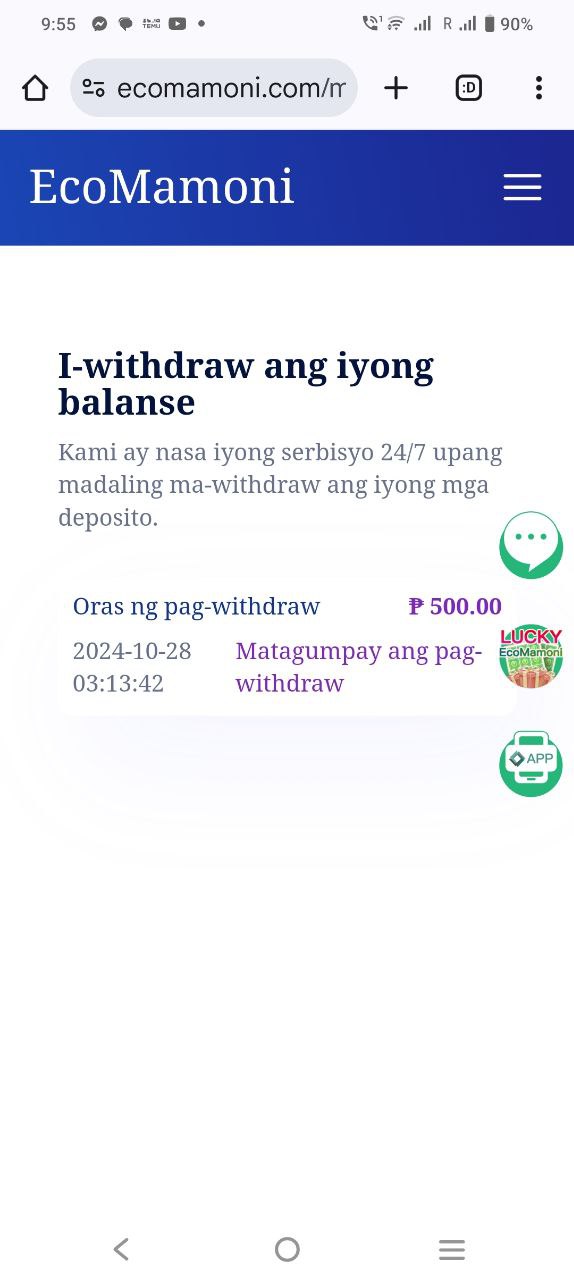 9:55
TEMU
R
90%
ecomamoni.com/m
:D
EcoMamoni
I-withdraw ang iyong
balanse
Kami ay nasa iyong serbisyo 24/7 upang
madaling ma-withdraw ang iyong mga
deposito.
Oras ng pag-withdraw
₱ 500.00
2024-10-28
03:13:42
Matagumpay ang pag-
withdraw
LUCKY
EcoMamoni
APP